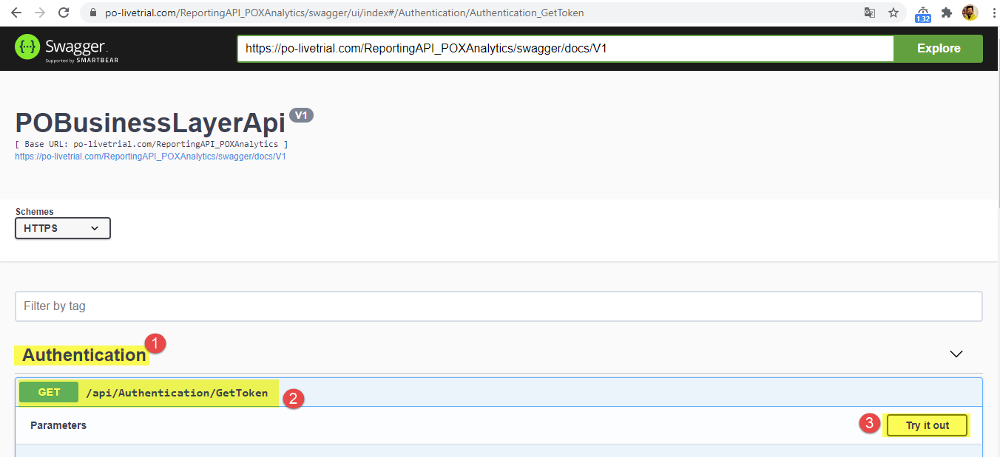 po-livetrial.com/ReportingAPI_POXAnalytics/swagger/ui/index#/Authentication/Authentication_GetToken
1.32
Swagger
Supported by SMARTBEAR
https://po-livetrial.com/ReportingAPI_POXAnalytics/swagger/docs/V1
Explore
POBusinessLayerApi V1
[ Base URL: po-livetrial.com/ReportingAPI_POXAnalytics ]
https://po-livetrial.com/ReportingAPI_POXAnalytics/swagger/docs/V1
Schemes
HTTPS
Filter by tag
Authentication 1
GET /api/Authentication/GetToken 2
Parameters 3 Try it out